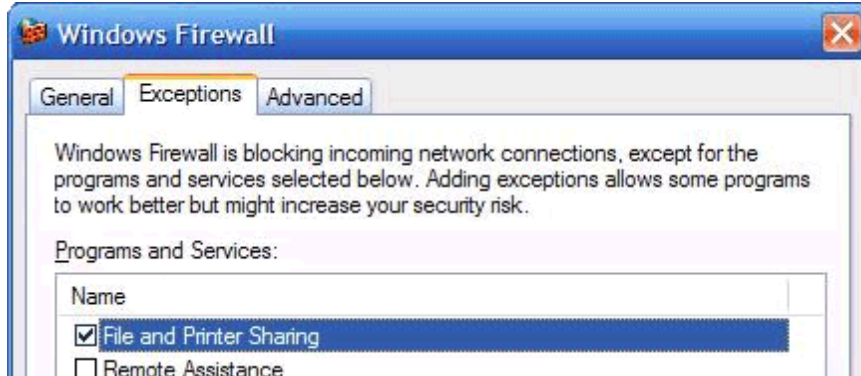 Windows Firewall
General Exceptions Advanced
Windows Firewall is blocking incoming network connections, except for the
programs and services selected below. Adding exceptions allows some programs
to work better but might increase your security risk.
Programs and Services:
Name
File and Printer Sharing
Remote Assistance